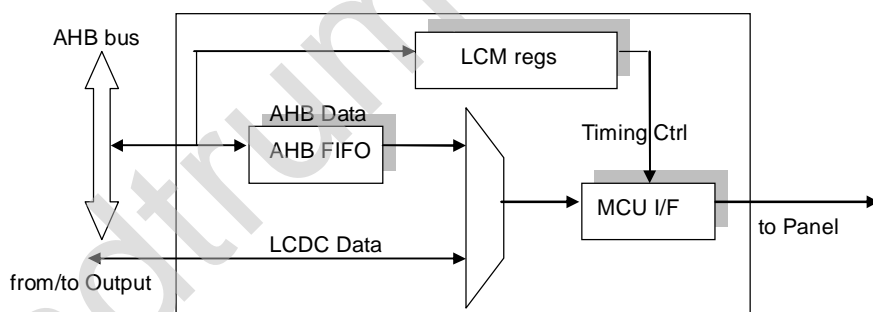 AHB bus
LCM regs
AHB Data
AHB FIFO
Timing Ctrl
MCU I/F
to Panel
LCDC Data
from/to Output